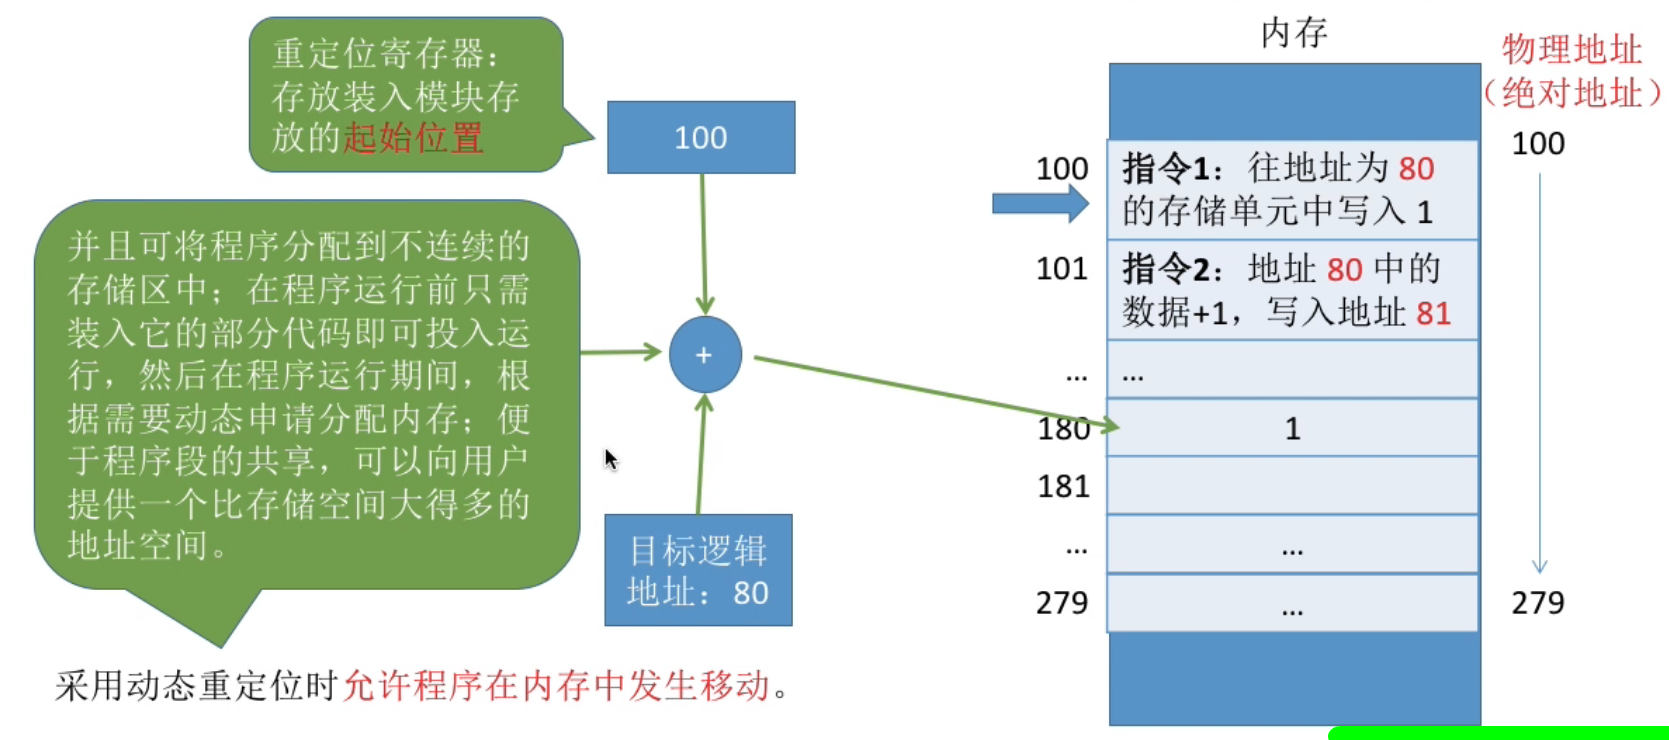 重定位寄存器：
存放装入模块存
放的起始位置
100
并且可将程序分配到不连续的
存储区中；在程序运行前只需
装入它的部分代码即可投入运
行，然后在程序运行期间，根
据需要动态申请分配内存；便
于程序段的共享，可以向用户
提供一个比存储空间大得多的
地址空间。
+
目标逻辑
地址：80
采用动态重定位时允许程序在内存中发生移动。
内存
物理地址
（绝对地址）
100
指令1：往地址为 80
的存储单元中写入 1
100
101
指令2：地址 80 中的
数据+1，写入地址 81
...
...
180
1
181
...
...
279
...
279